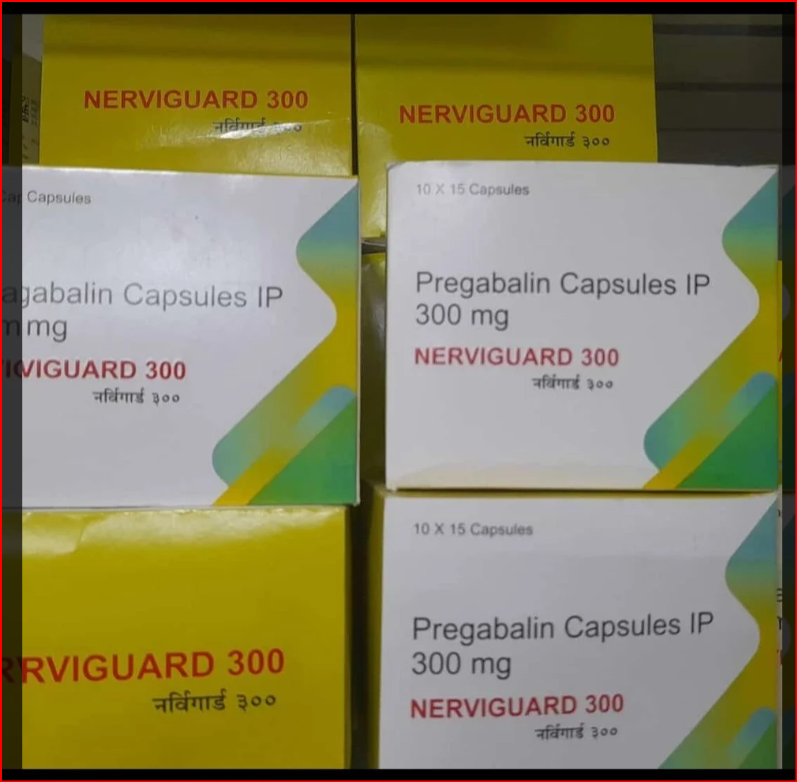 NERVIGUARD 300
नर्विगार्ड ३००
NERVIGUARD 300
नर्विगार्ड ३००
Capsules
agabalin Capsules IP
mg
VIGUARD 300
नर्विगार्ड ३००
10 X 15 Capsules
Pregabalin Capsules IP
300 mg
NERVIGUARD 300
नर्विगार्ड ३००
RVIGUARD 300
नर्विगार्ड ३००
10 X 15 Capsules
Pregabalin Capsules IP
300 mg
NERVIGUARD 300
नर्विगार्ड ३००